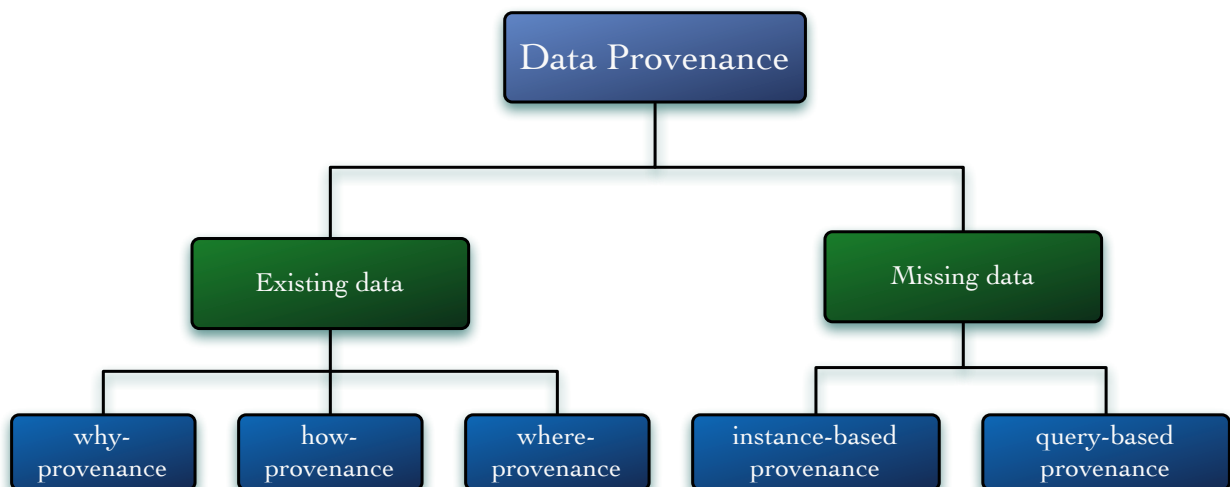 Data Provenance
Existing data
Missing data
why-
provenance
how-
provenance
where-
provenance
instance-based
provenance
query-based
provenance